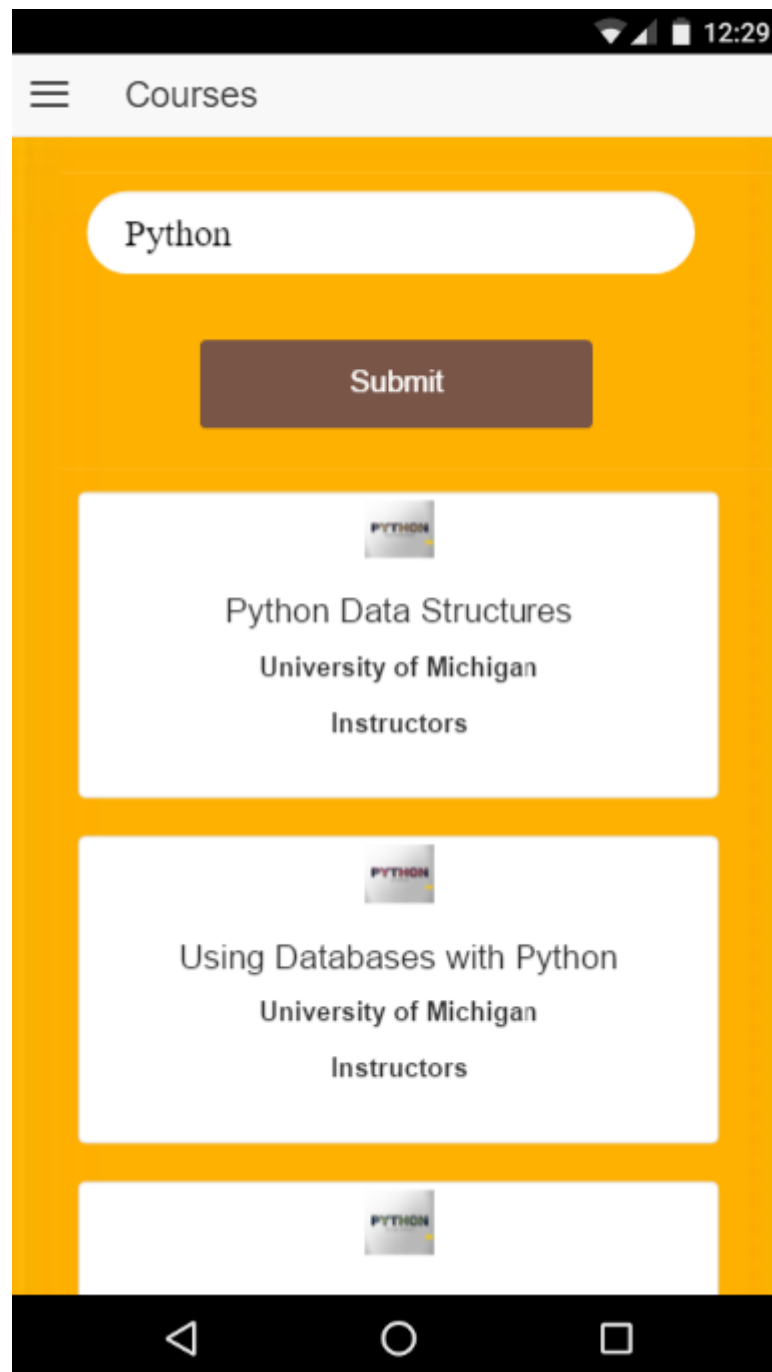 12:29
Courses
Python
Submit
PYTHON
Python Data Structures
University of Michigan
Instructors
PYTHON
Using Databases with Python
University of Michigan
Instructors
PYTHON